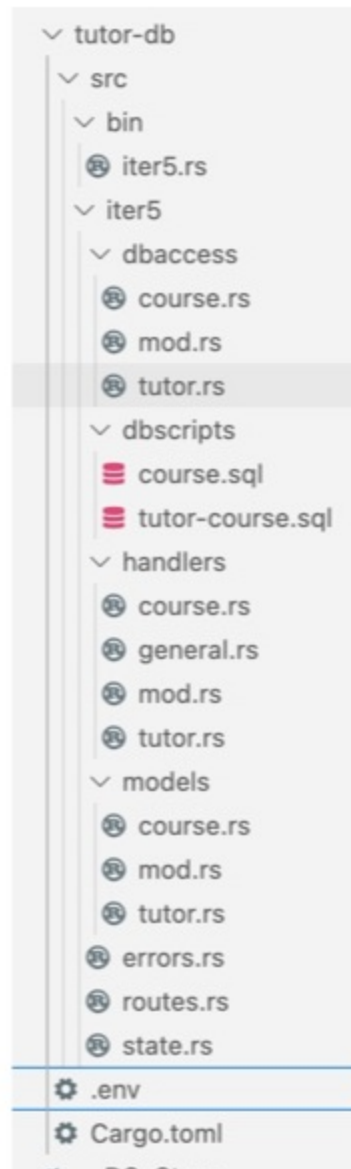 tutor-db
src
bin
iter5.rs
iter5
dbaccess
course.rs
mod.rs
tutor.rs
dbscripts
course.sql
tutor-course.sql
handlers
course.rs
general.rs
mod.rs
tutor.rs
models
course.rs
mod.rs
tutor.rs
errors.rs
routes.rs
state.rs
.env
Cargo.toml